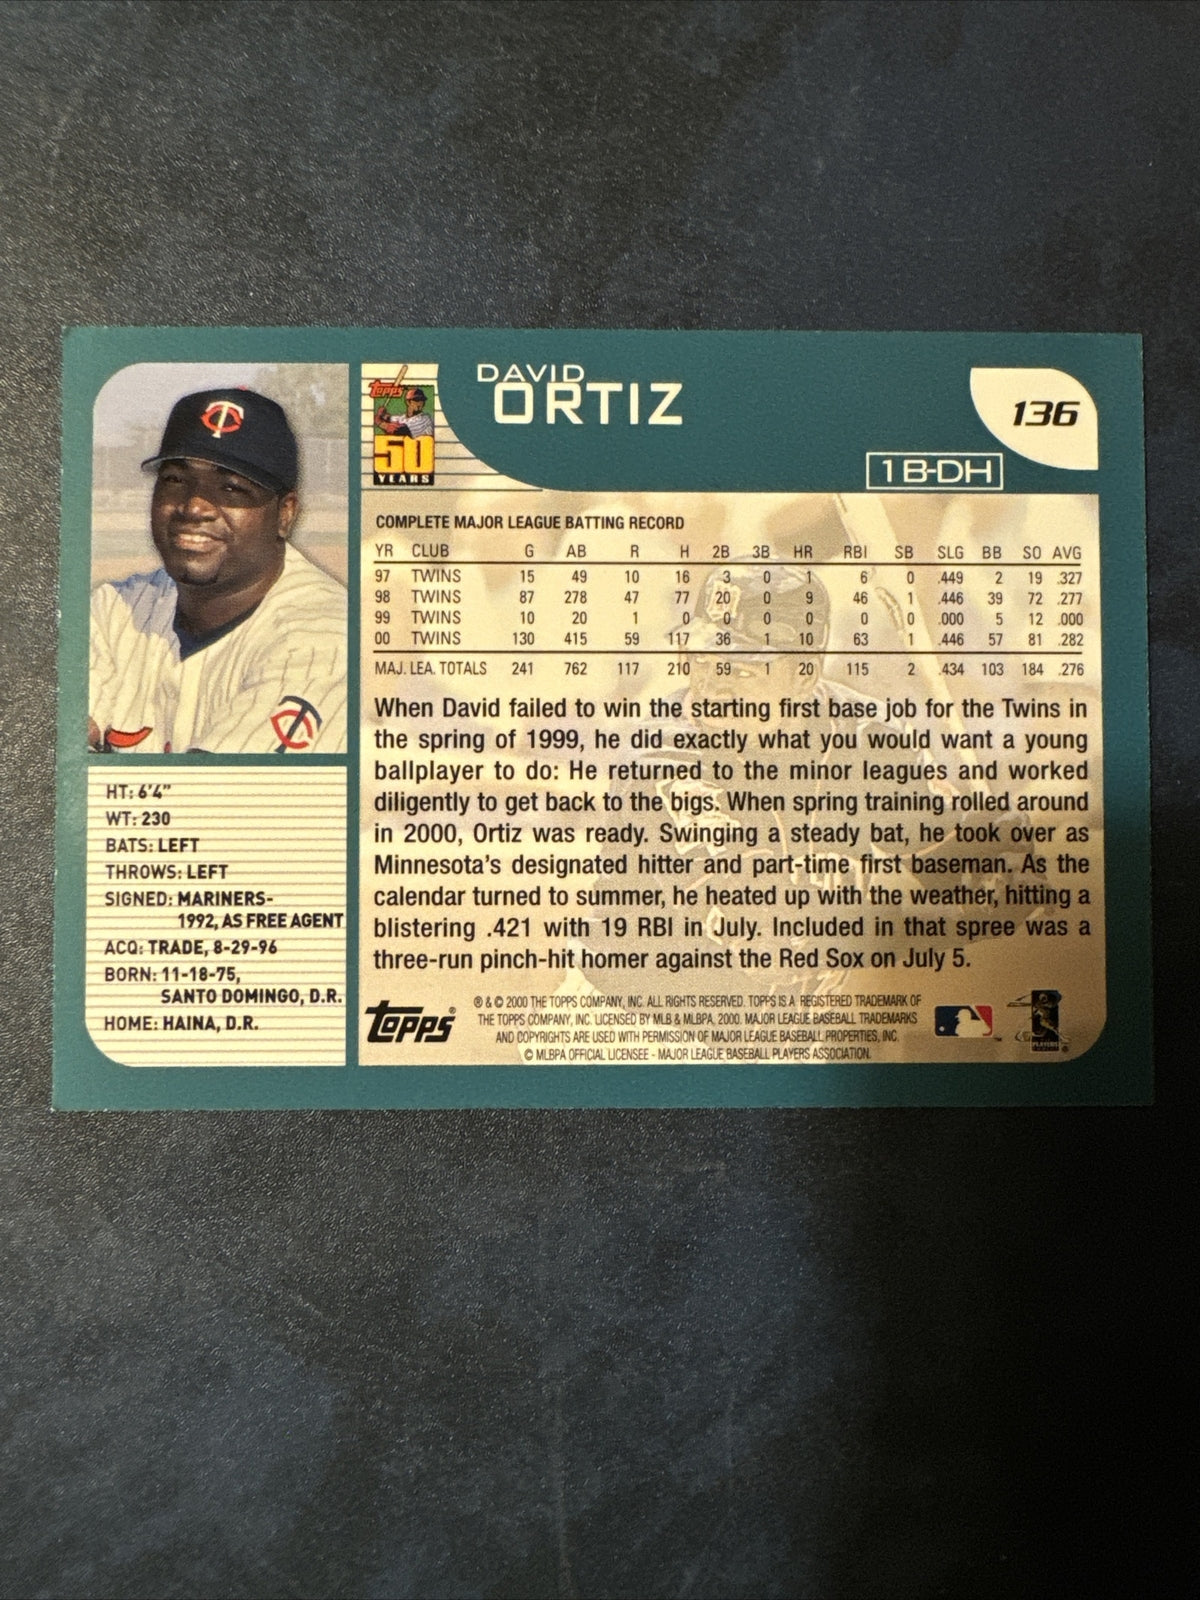 Topps
50
YEARS
DAVID
ORTIZ
136
1B-DH
COMPLETE MAJOR LEAGUE BATTING RECORD
YR CLUB G AB R H 2B 3B HR RBI SB SLG BB SO AVG
97 TWINS 15 49 10 16 3 0 1 6 0 .449 2 19 .327
98 TWINS 87 278 47 77 20 0 9 46 1 .446 39 72 .277
99 TWINS 10 20 1 0 0 0 0 0 0 .000 5 12 .000
00 TWINS 130 415 59 117 36 1 10 63 1 .446 57 81 .282
MAJ. LEA. TOTALS 241 762 117 210 59 1 20 115 2 .434 103 184 .276
When David failed to win the starting first base job for the Twins in
the spring of 1999, he did exactly what you would want a young
ballplayer to do: He returned to the minor leagues and worked
diligently to get back to the bigs. When spring training rolled around
in 2000, Ortiz was ready. Swinging a steady bat, he took over as
Minnesota's designated hitter and part-time first baseman. As the
calendar turned to summer, he heated up with the weather, hitting a
blistering .421 with 19 RBI in July. Included in that spree was a
three-run pinch-hit homer against the Red Sox on July 5.
HT: 6'4"
WT: 230
BATS: LEFT
THROWS: LEFT
SIGNED: MARINERS-
1992, AS FREE AGENT
ACQ: TRADE, 8-29-96
BORN: 11-18-75,
SANTO DOMINGO, D.R.
HOME: HAINA, D.R.
Topps®
® & © 2000 THE TOPPS COMPANY, INC. ALL RIGHTS RESERVED. TOPPS IS A REGISTERED TRADEMARK OF
THE TOPPS COMPANY, INC. LICENSED BY MLB & MLBPA, 2000. MAJOR LEAGUE BASEBALL TRADEMARKS
AND COPYRIGHTS ARE USED WITH PERMISSION OF MAJOR LEAGUE BASEBALL PROPERTIES, INC.
© MLBPA OFFICIAL LICENSEE - MAJOR LEAGUE BASEBALL PLAYERS ASSOCIATION.